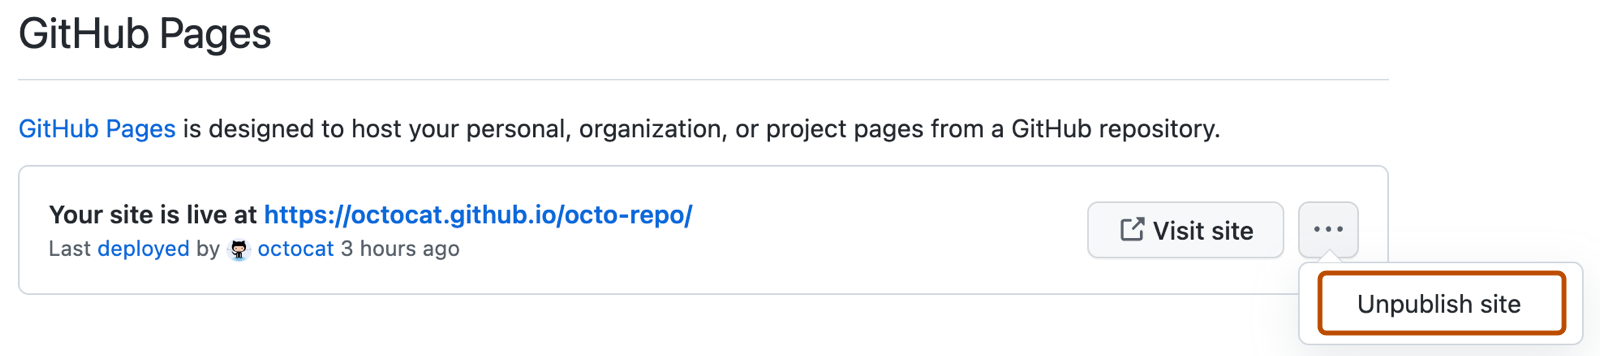 GitHub Pages
GitHub Pages is designed to host your personal, organization, or project pages from a GitHub repository.
Your site is live at https://octocat.github.io/octo-repo/
Last deployed by octocat 3 hours ago
Visit site
Unpublish site